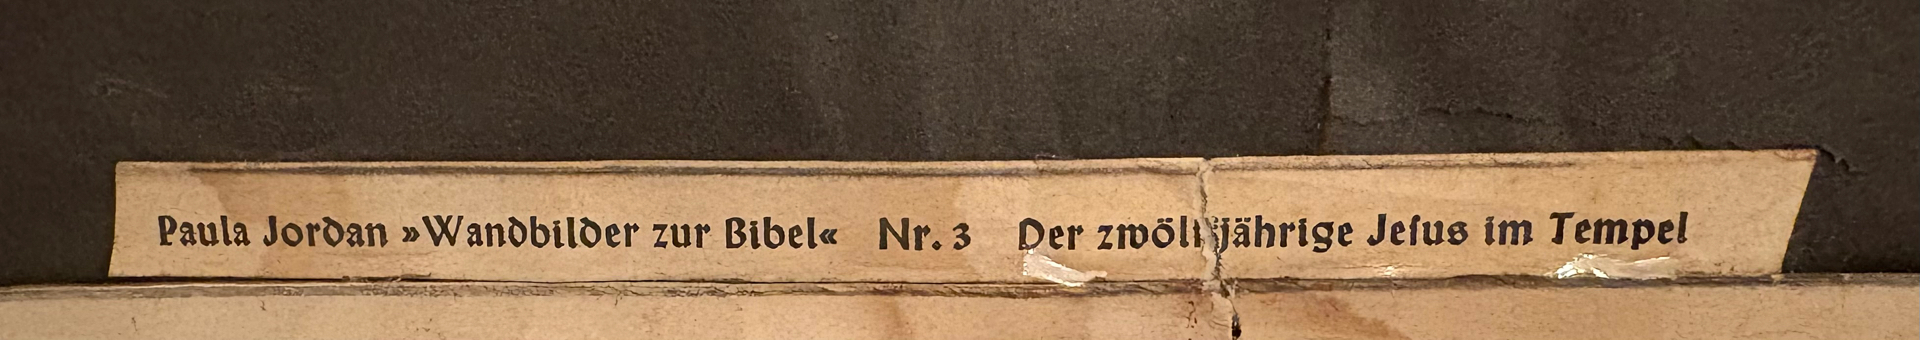 Paula Jordan »Wandbilder zur Bibel« Nr. 3 Der zwölfjährige Jeſus im Tempel